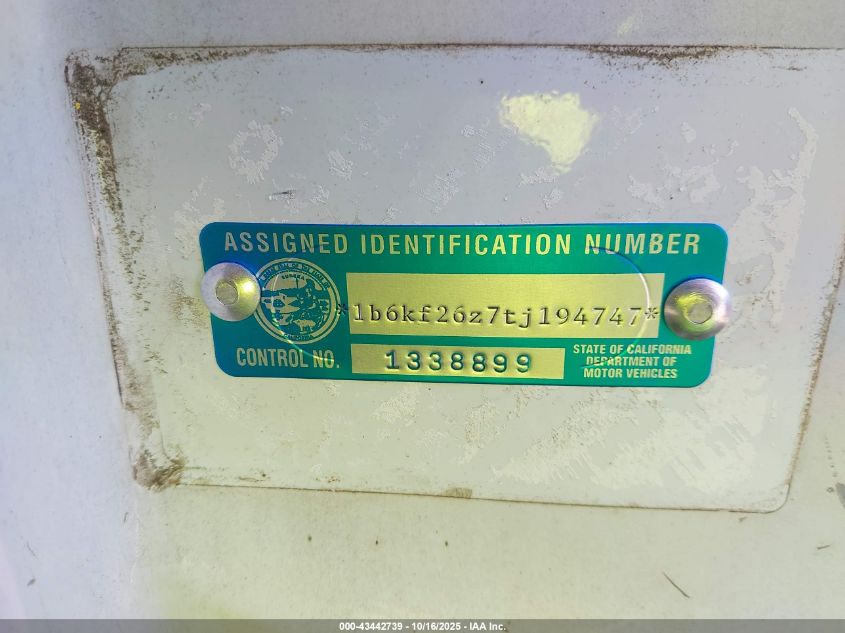 ASSIGNED IDENTIFICATION NUMBER
EUREKA
*1b6kf26z7tj194747*
CONTROL NO. 1338899
STATE OF CALIFORNIA
DEPARTMENT OF
MOTOR VEHICLES
000-43442739 - 10/16/2025 - IAA Inc.